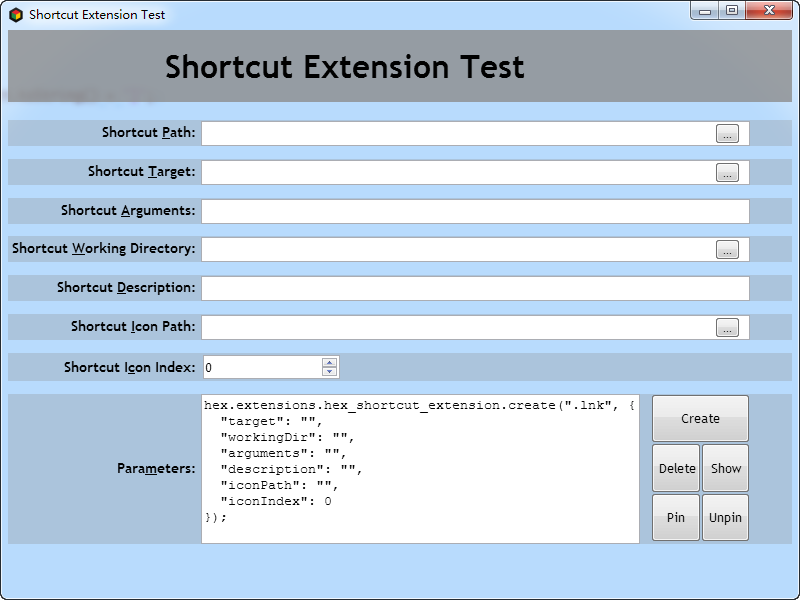 Shortcut Extension Test
Shortcut Extension Test
Shortcut Path:
...
Shortcut Target:
...
Shortcut Arguments:
Shortcut Working Directory:
...
Shortcut Description:
Shortcut Icon Path:
...
Shortcut Icon Index:
0
Parameters:
hex.extensions.hex_shortcut_extension.create(".lnk", {
  "target": "",
  "workingDir": "",
  "arguments": "",
  "description": "",
  "iconPath": "",
  "iconIndex": 0
});
Create
Delete
Show
Pin
Unpin